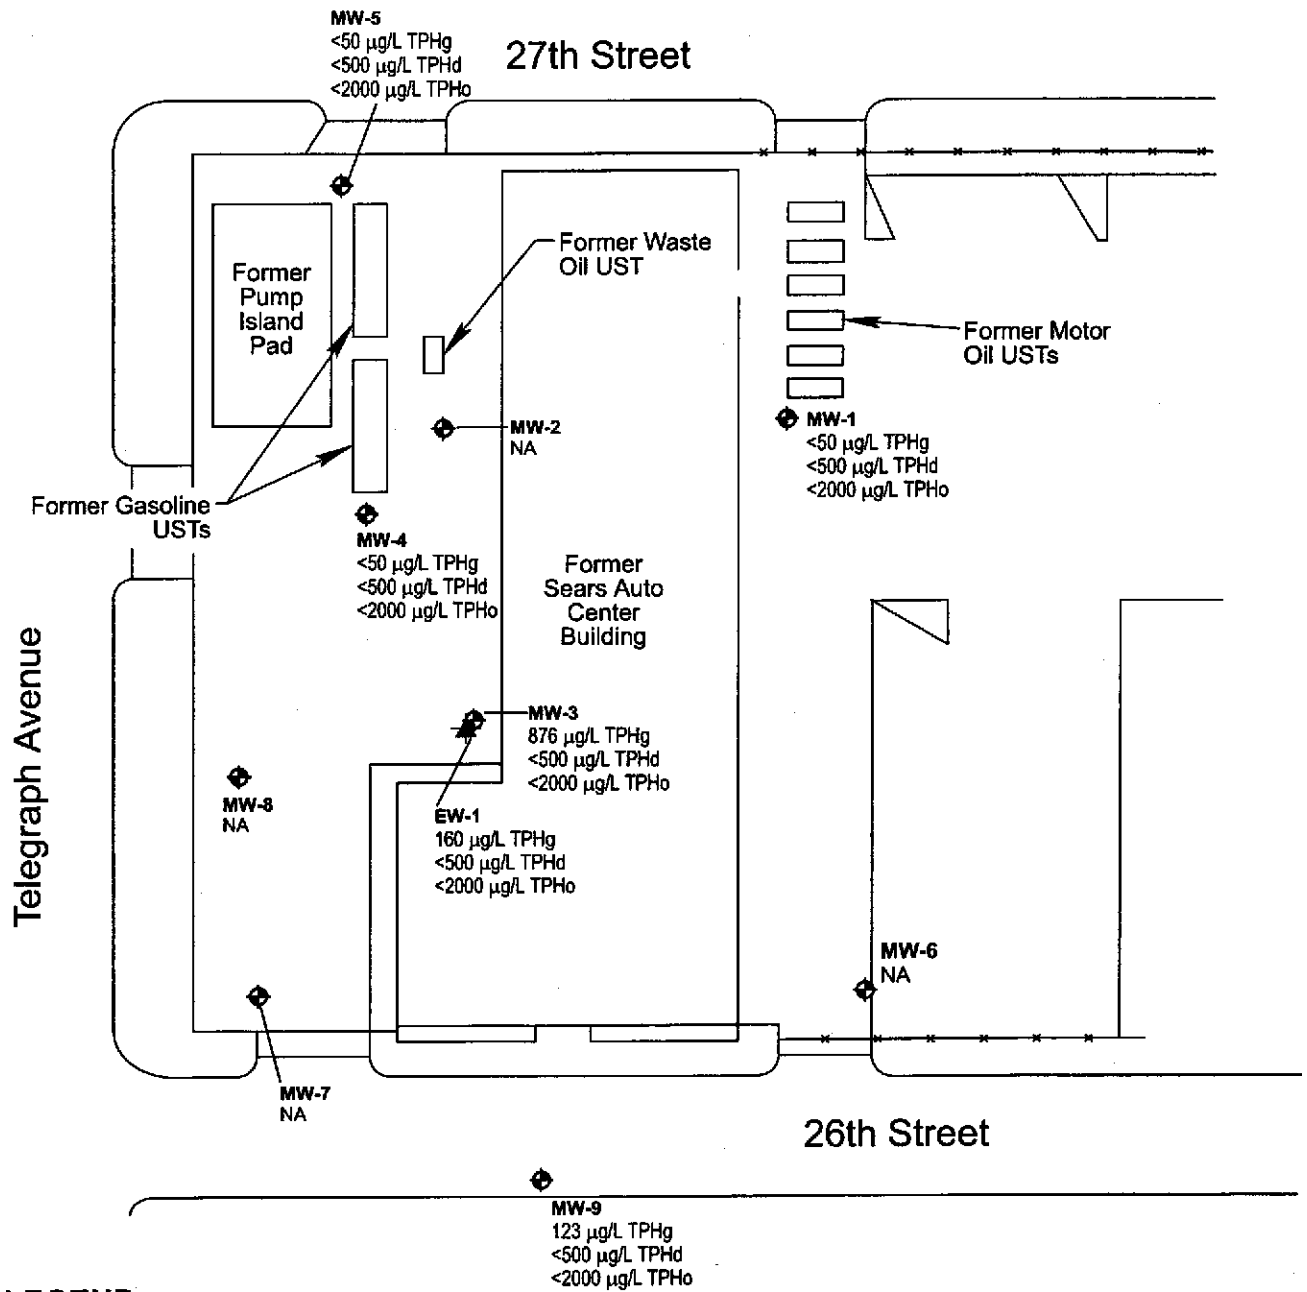 MW-5
<50 µg/L TPHg
<500 µg/L TPHd
<2000 µg/L TPHo
27th Street
Former Waste
Oil UST
Former
Pump
Island
Pad
Former Motor
Oil USTs
MW-2
NA
MW-1
<50 µg/L TPHg
<500 µg/L TPHd
<2000 µg/L TPHo
Former Gasoline
USTs
MW-4
<50 µg/L TPHg
<500 µg/L TPHd
<2000 µg/L TPHo
Former
Sears Auto
Center
Building
Telegraph Avenue
MW-3
876 µg/L TPHg
<500 µg/L TPHd
<2000 µg/L TPHo
MW-8
NA
EW-1
160 µg/L TPHg
<500 µg/L TPHd
<2000 µg/L TPHo
MW-6
NA
MW-7
NA
26th Street
MW-9
123 µg/L TPHg
<500 µg/L TPHd
<2000 µg/L TPHo